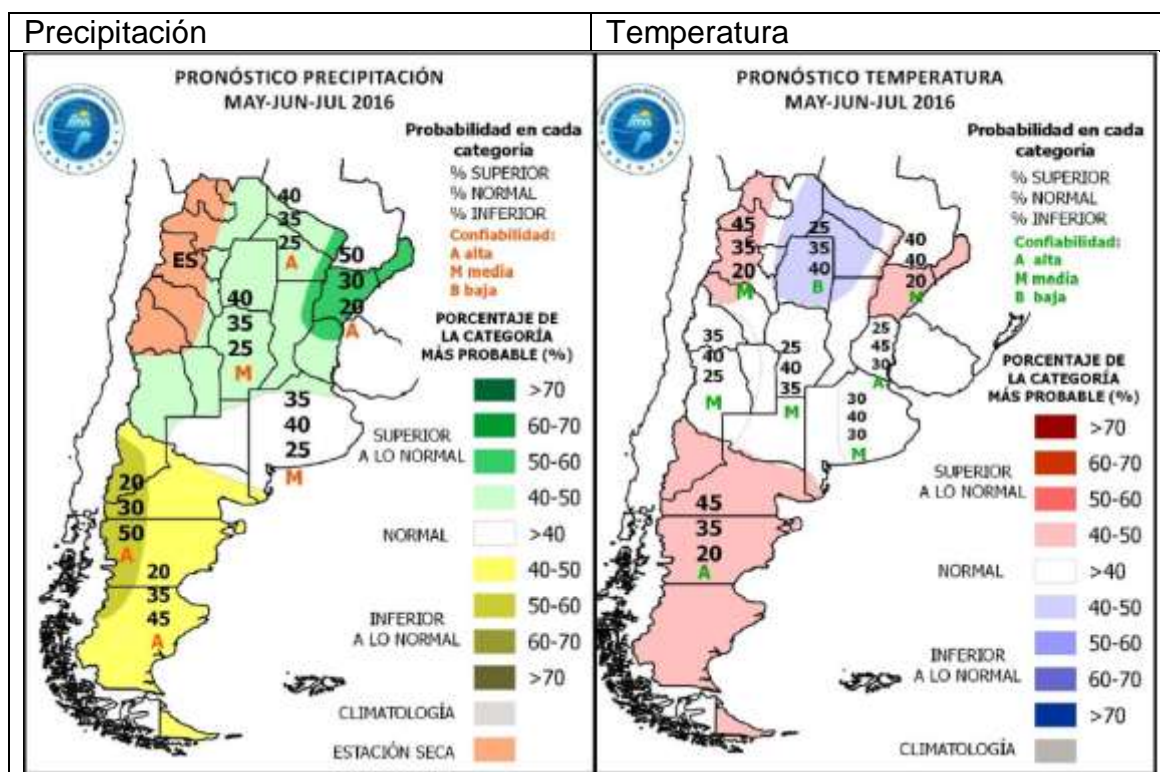 Precipitación
Temperatura
PRONÓSTICO PRECIPITACIÓN
MAY-JUN-JUL 2016
Probabilidad en cada
categoría
% SUPERIOR
% NORMAL
% INFERIOR
Confiabilidad:
A alta
M media
B baja
PORCENTAJE DE
LA CATEGORÍA
MÁS PROBABLE (%)
>70
60-70
SUPERIOR
A LO NORMAL
50-60
40-50
NORMAL
>40
40-50
INFERIOR
A LO NORMAL
50-60
60-70
>70
CLIMATOLOGÍA
ESTACIÓN SECA
ES
40
35
25
A
50
30
20
A
40
35
25
M
35
40
25
M
20
30
50
A
20
35
45
A
PRONÓSTICO TEMPERATURA
MAY-JUN-JUL 2016
Probabilidad en cada
categoría
% SUPERIOR
% NORMAL
% INFERIOR
Confiabilidad:
A alta
M media
B baja
PORCENTAJE DE
LA CATEGORÍA
MÁS PROBABLE (%)
>70
60-70
SUPERIOR
A LO NORMAL
50-60
40-50
NORMAL
>40
40-50
50-60
INFERIOR
A LO NORMAL
60-70
>70
CLIMATOLOGÍA
45
35
20
M
25
35
40
B
40
40
20
M
35
40
25
M
25
40
35
M
25
45
30
A
30
40
30
M
45
35
20
A